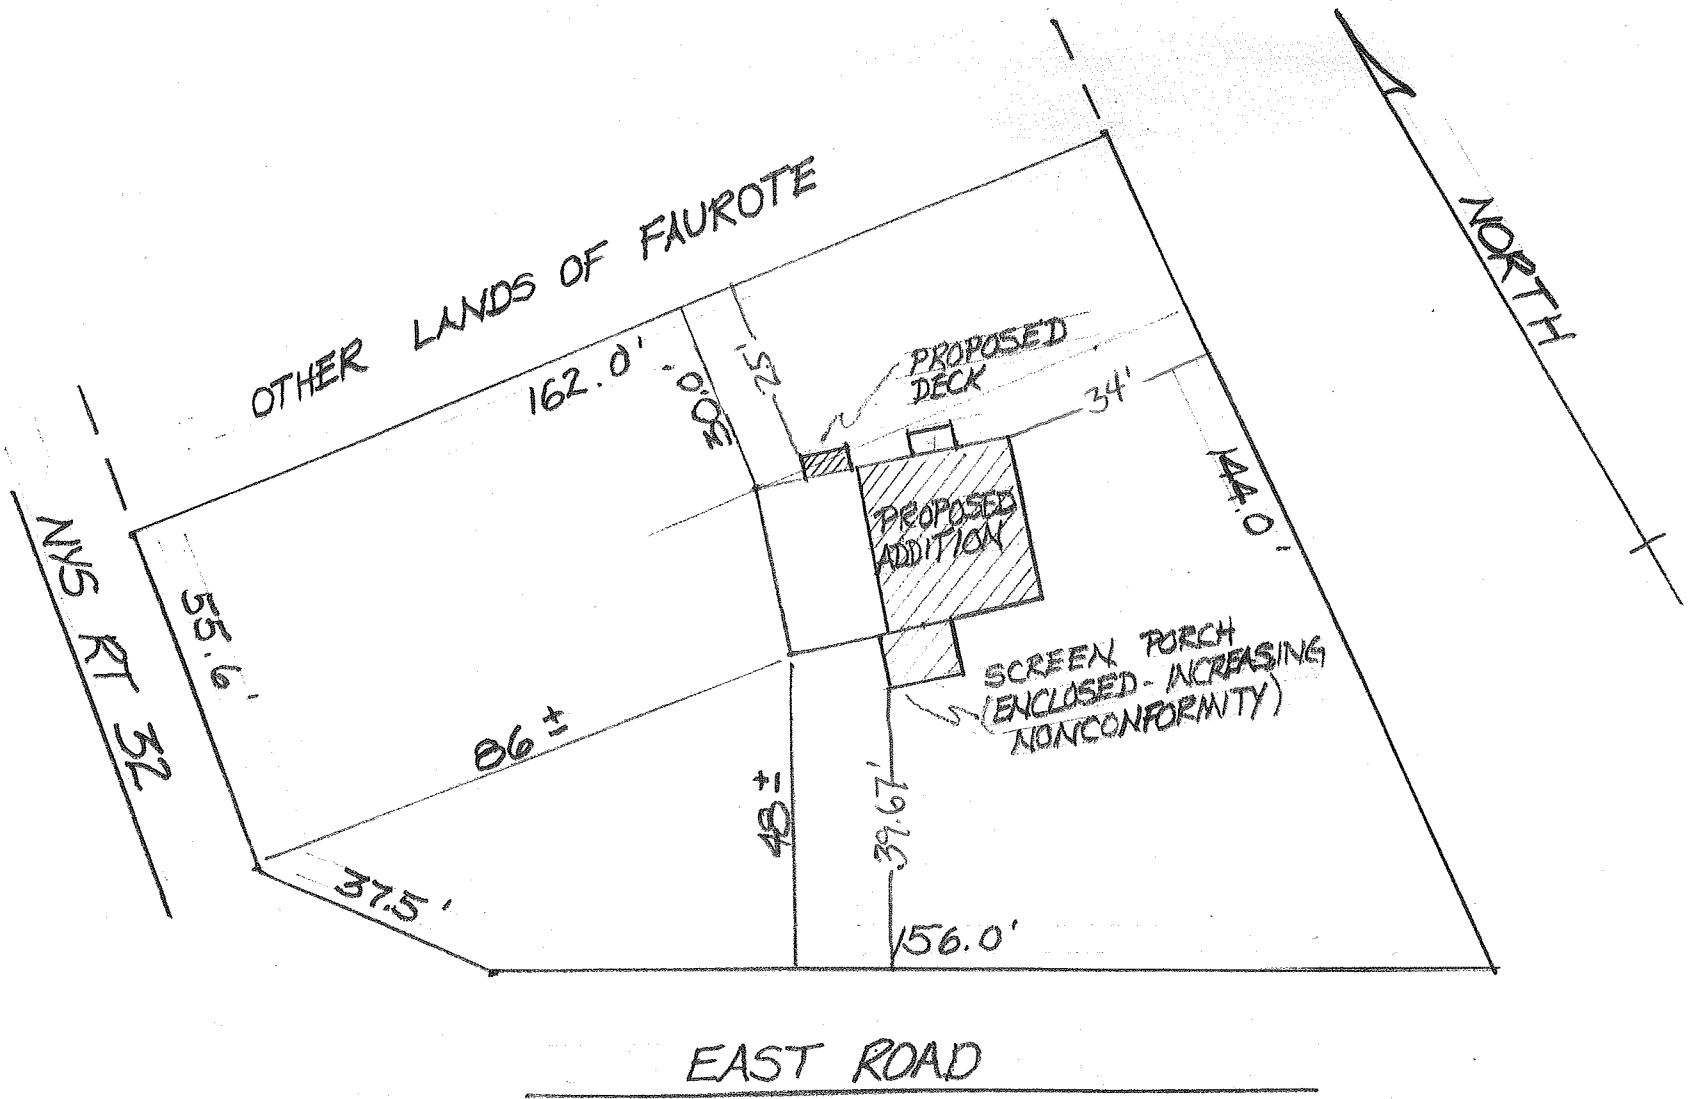 OTHER LANDS OF FAUROTE
162.0'
30.0'
25'
PROPOSED
DECK
34'
NORTH
144.0'
PROPOSED
ADDITION
NYS RT 32
55.6'
SCREEN PORCH
(ENCLOSED - INCREASING
NONCONFORMITY)
86 ±
48 ±
39.67'
37.5'
156.0'
EAST ROAD